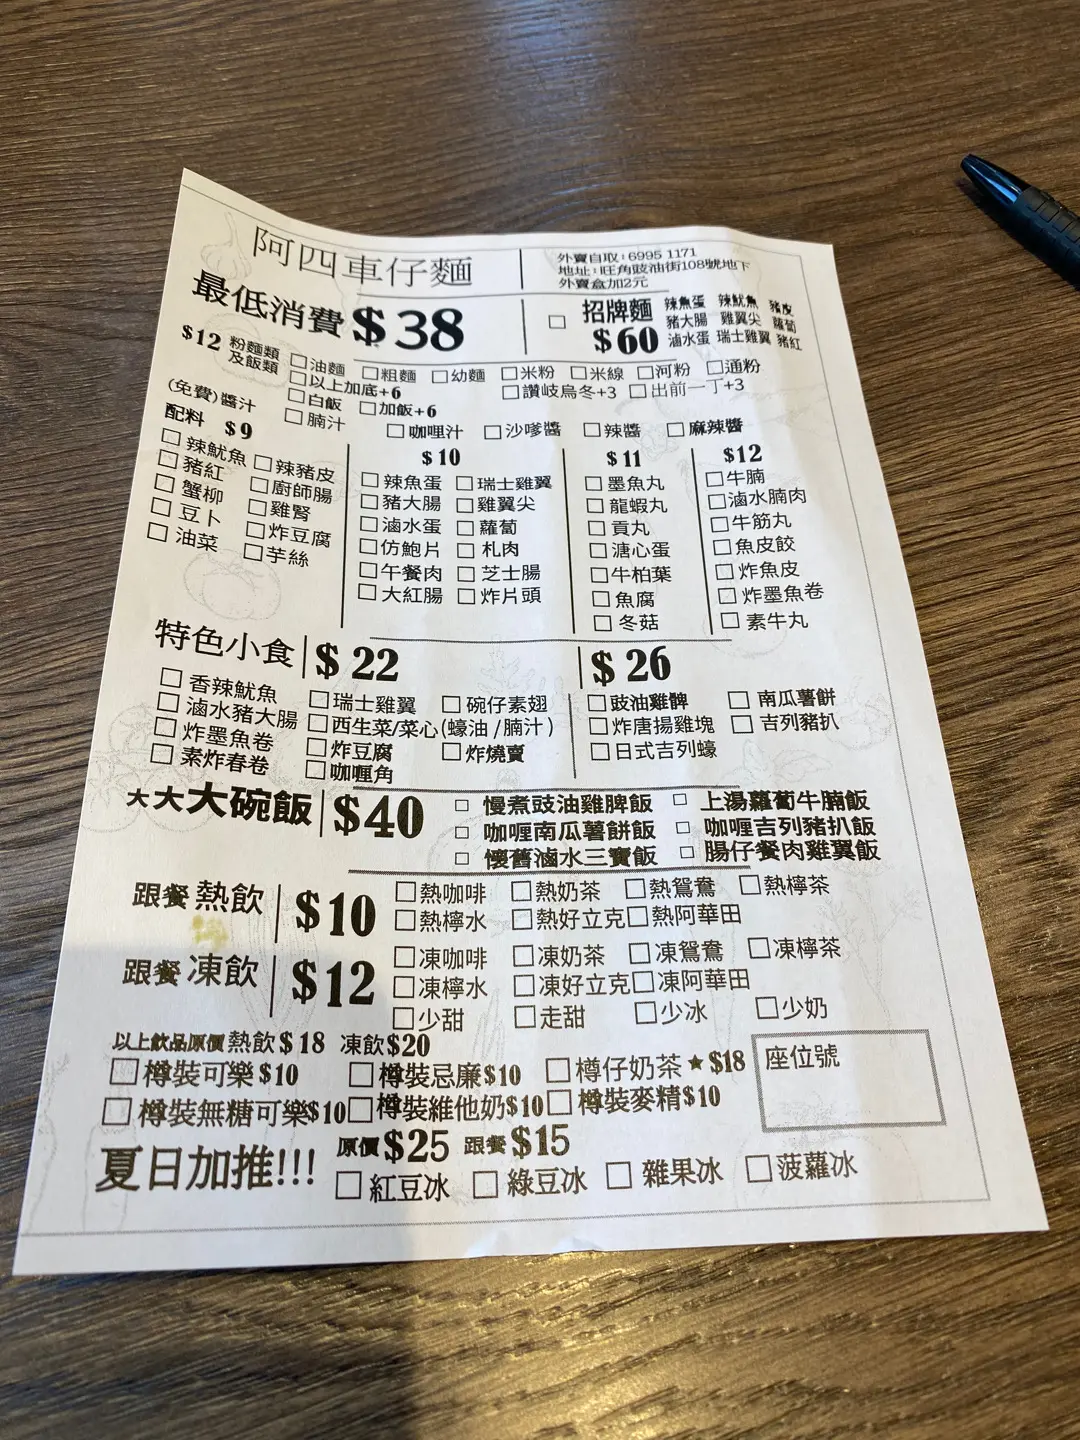 阿四車仔麵
外賣自取:6995 1171
地址:旺角豉油街108號地下
外賣盒加2元
最低消費 $38
□ 招牌麵 $60
辣魚蛋 辣魷魚 豬皮
豬大腸 雞翼尖 蘿蔔
滷水蛋 瑞士雞翼 豬紅
$12 粉麵類及飯類
□油麵 □粗麵 □幼麵 □米粉 □米線 □河粉 □通粉
□以上加底+6 □讚岐烏冬+3 □出前一丁+3
□白飯 □加飯+6
(免費)醬汁 □腩汁 □咖哩汁 □沙嗲醬 □辣醬 □麻辣醬
配料 $9
□辣魷魚 □辣豬皮
□豬紅 □廚師腸
□蟹柳 □雞腎
□豆卜 □炸豆腐
□油菜 □芋絲
$10
□辣魚蛋 □瑞士雞翼
□豬大腸 □雞翼尖
□滷水蛋 □蘿蔔
□仿鮑片 □札肉
□午餐肉 □芝士腸
□大紅腸 □炸片頭
$11
□墨魚丸
□龍蝦丸
□貢丸
□溏心蛋
□牛柏葉
□魚腐
□冬菇
$12
□牛腩
□滷水腩肉
□牛筋丸
□魚皮餃
□炸魚皮
□炸墨魚卷
□素牛丸
特色小食 $22
□香辣魷魚 □瑞士雞翼 □碗仔素翅
□滷水豬大腸 □西生菜/菜心(蠔油/腩汁)
□炸墨魚卷 □炸豆腐 □炸燒賣
□素炸春卷 □咖喱角
$26
□豉油雞髀 □南瓜薯餅
□炸唐揚雞塊 □吉列豬扒
□日式吉列蠔
大大大碗飯 $40
□慢煮豉油雞脾飯 □上湯蘿蔔牛腩飯
□咖喱南瓜薯餅飯 □咖喱吉列豬扒飯
□懷舊滷水三寶飯 □腸仔餐肉雞翼飯
跟餐熱飲 $10
□熱咖啡 □熱奶茶 □熱鴛鴦 □熱檸茶
□熱檸水 □熱好立克 □熱阿華田
跟餐凍飲 $12
□凍咖啡 □凍奶茶 □凍鴛鴦 □凍檸茶
□凍檸水 □凍好立克 □凍阿華田
□少甜 □走甜 □少冰 □少奶
以上飲品原價 熱飲$18 凍飲$20
□樽裝可樂$10 □樽裝忌廉$10 □樽仔奶茶★$18
□樽裝無糖可樂$10 □樽裝維他奶$10 □樽裝麥精$10
座位號
夏日加推!!! 原價$25 跟餐$15
□紅豆冰 □綠豆冰 □雜果冰 □菠蘿冰